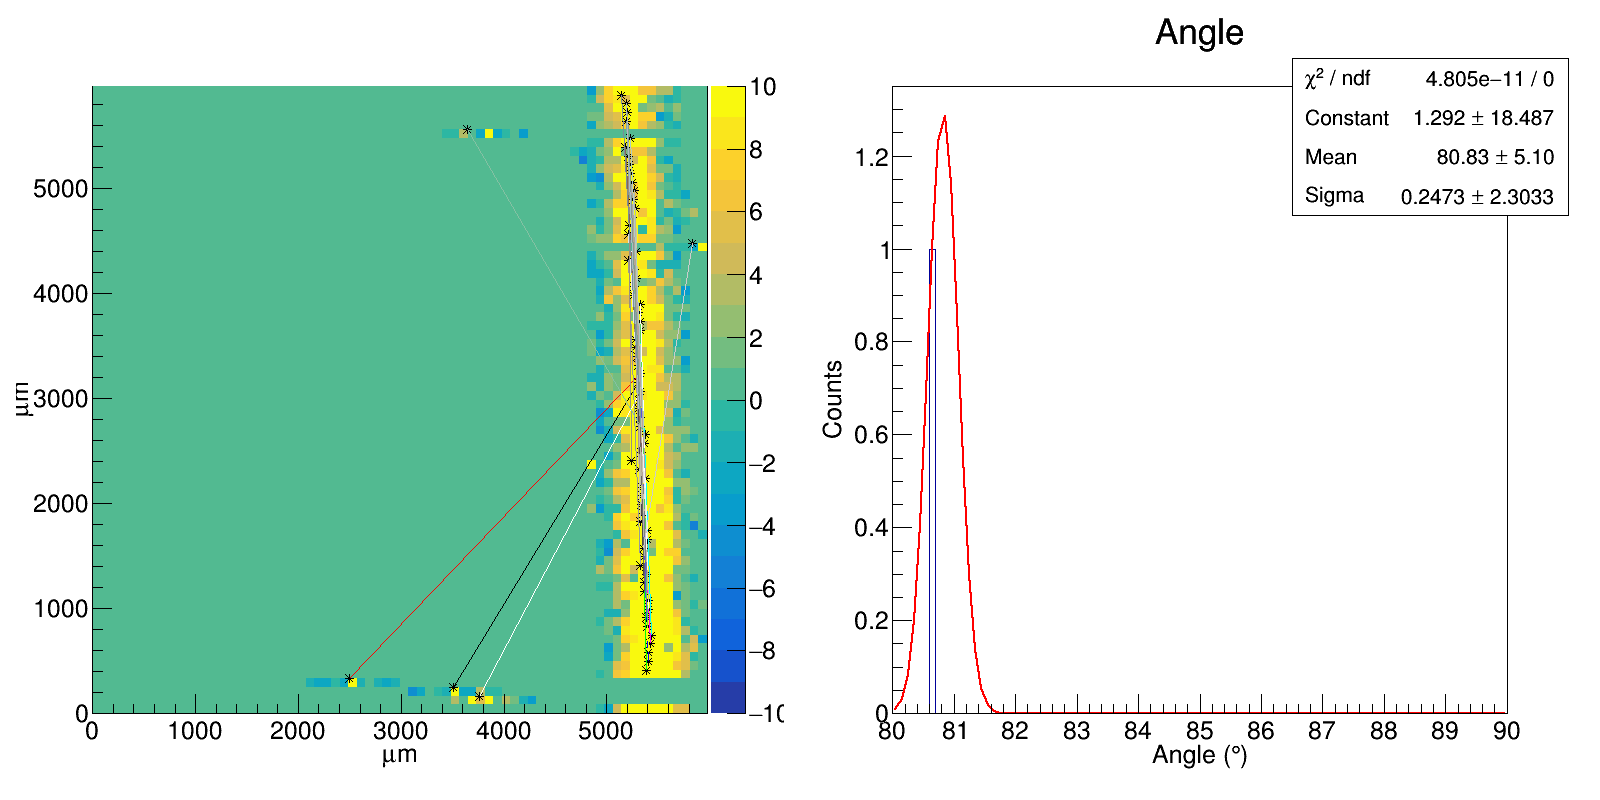 Angle
χ² / ndf 4.805e−11 / 0
Constant 1.292 ± 18.487
Mean 80.83 ± 5.10
Sigma 0.2473 ± 2.3033
5000
4000
3000
2000
1000
0
μm
0 1000 2000 3000 4000 5000
μm
10
8
6
4
2
0
−2
−4
−6
−8
−10
1.2
1
0.8
0.6
0.4
0.2
0
Counts
80 81 82 83 84 85 86 87 88 89 90
Angle (°)